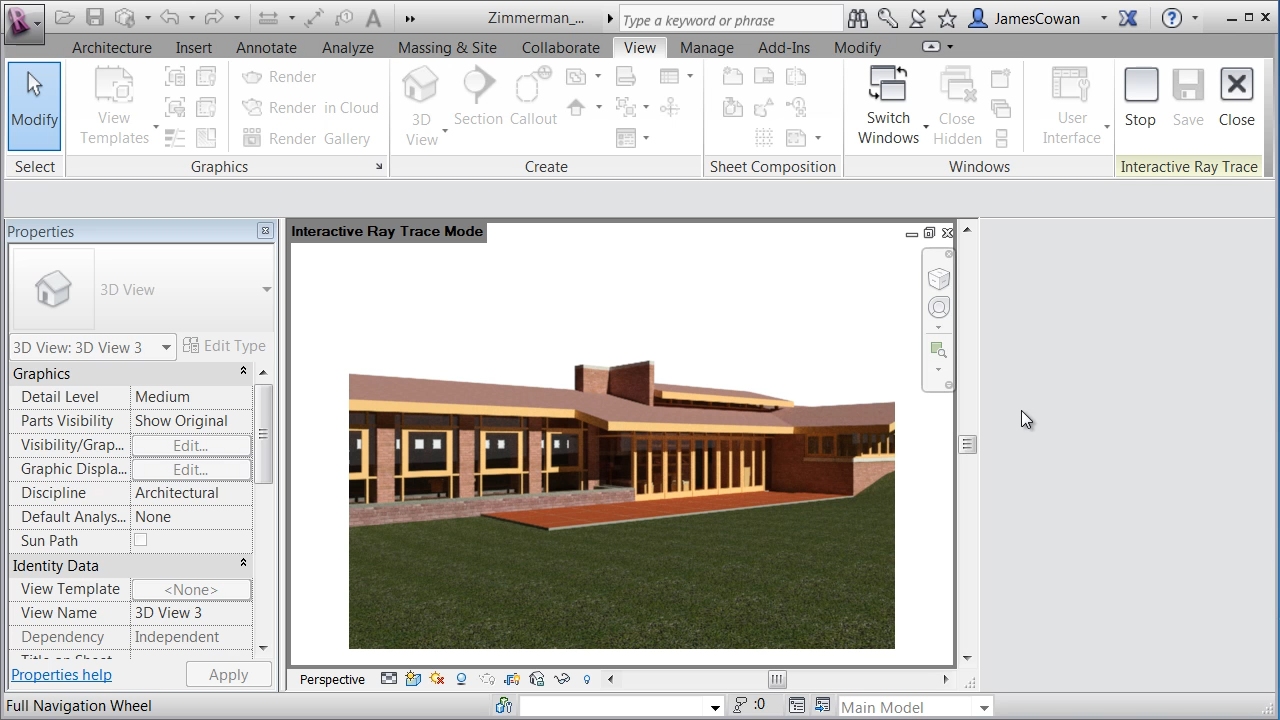 Zimmerman_...
Type a keyword or phrase
JamesCowan
Architecture Insert Annotate Analyze Massing & Site Collaborate View Manage Add-Ins Modify
Modify
View Templates
Render
Render in Cloud
Render Gallery
3D View
Section
Callout
Switch Windows
Close Hidden
User Interface
Stop
Save
Close
Select Graphics Create Sheet Composition Windows Interactive Ray Trace
Properties
3D View
3D View: 3D View 3
Edit Type
Graphics
Detail Level Medium
Parts Visibility Show Original
Visibility/Grap... Edit...
Graphic Displa... Edit...
Discipline Architectural
Default Analys... None
Sun Path
Identity Data
View Template <None>
View Name 3D View 3
Dependency Independent
Properties help
Apply
Interactive Ray Trace Mode
Perspective
Full Navigation Wheel
:0
Main Model